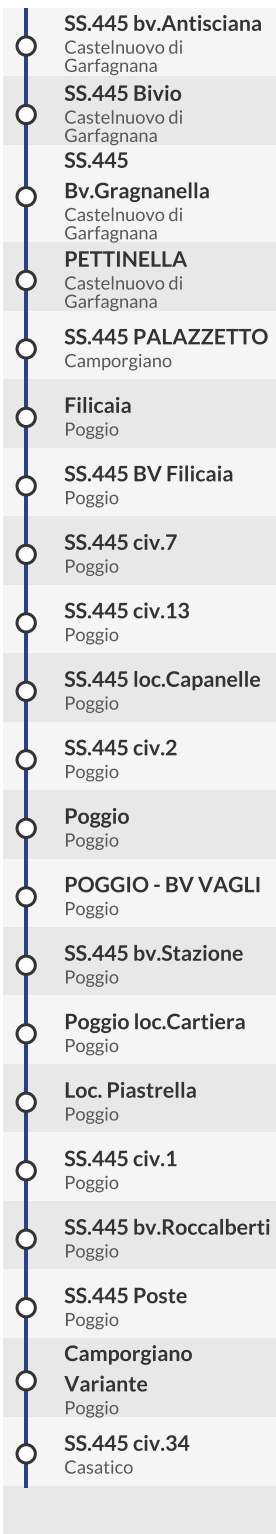 SS.445 bv.Antisciana
Castelnuovo di
Garfagnana
SS.445 Bivio
Castelnuovo di
Garfagnana
SS.445
Bv.Gragnanella
Castelnuovo di
Garfagnana
PETTINELLA
Castelnuovo di
Garfagnana
SS.445 PALAZZETTO
Camporgiano
Filicaia
Poggio
SS.445 BV Filicaia
Poggio
SS.445 civ.7
Poggio
SS.445 civ.13
Poggio
SS.445 loc.Capanelle
Poggio
SS.445 civ.2
Poggio
Poggio
Poggio
POGGIO - BV VAGLI
Poggio
SS.445 bv.Stazione
Poggio
Poggio loc.Cartiera
Poggio
Loc. Piastrella
Poggio
SS.445 civ.1
Poggio
SS.445 bv.Roccalberti
Poggio
SS.445 Poste
Poggio
Camporgiano
Variante
Poggio
SS.445 civ.34
Casatico